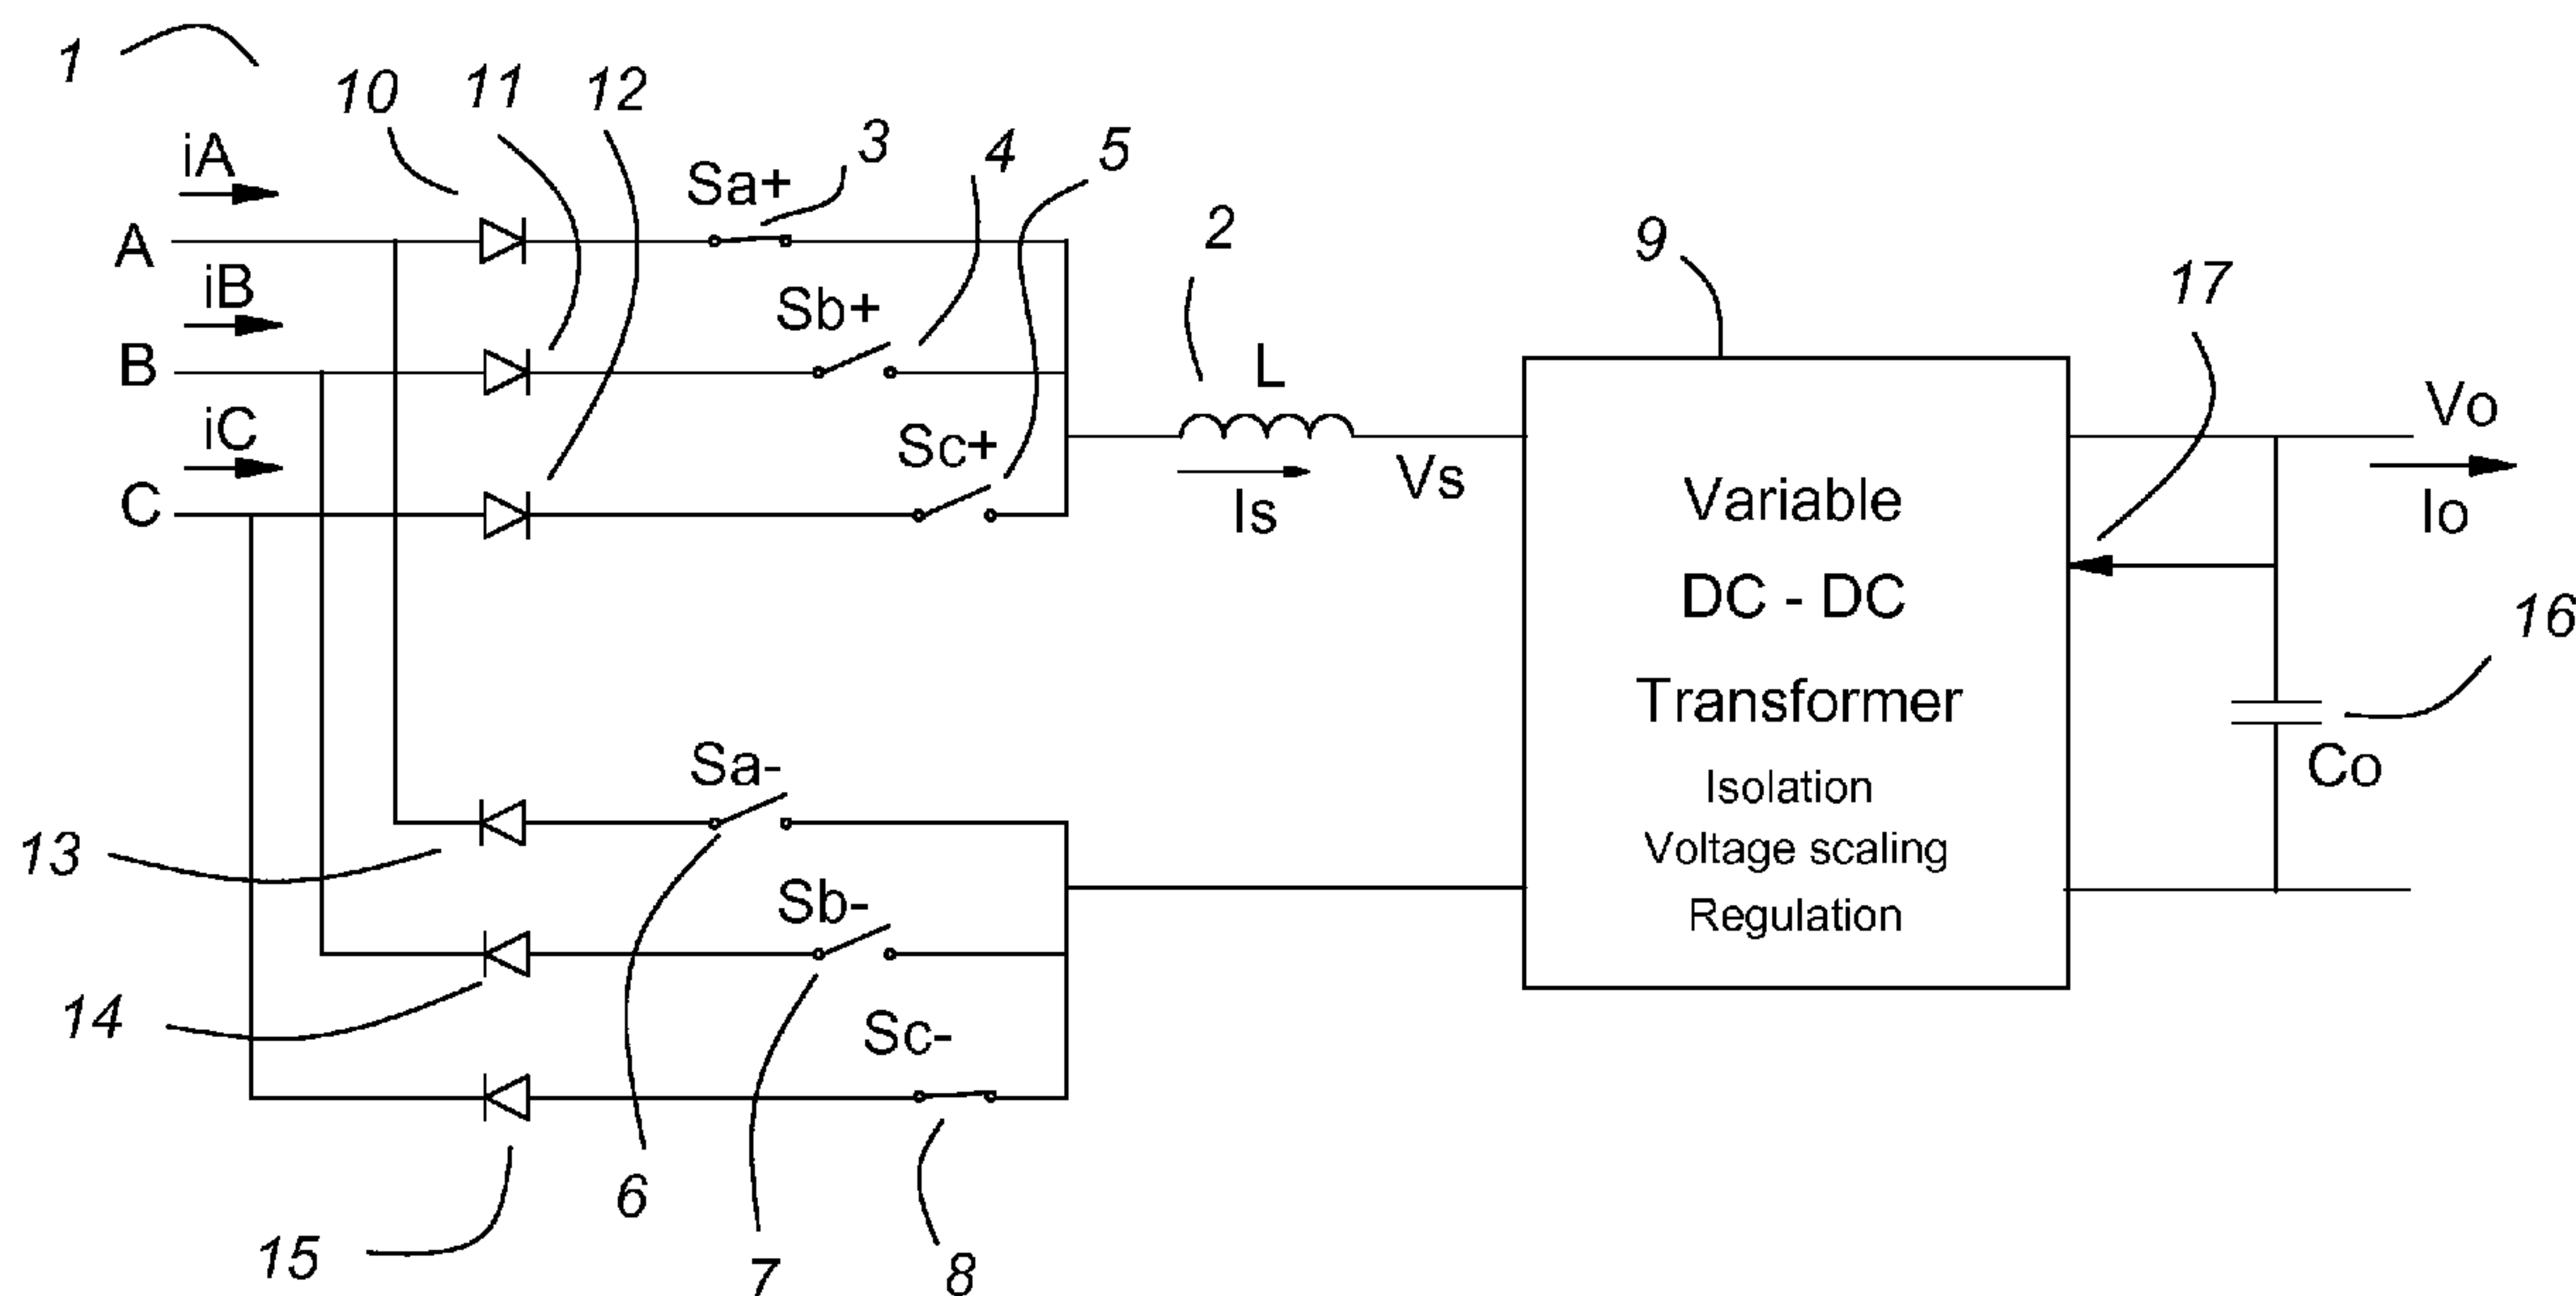 1
10
11
12
3
4
5
iA
Sa+
A
iB
Sb+
B
iC
Sc+
C
2
L
Is
Vs
9
17
Vo
Io
Variable
DC - DC
Transformer
Isolation
Voltage scaling
Regulation
16
Co
Sa-
13
Sb-
14
Sc-
6
15
7
8